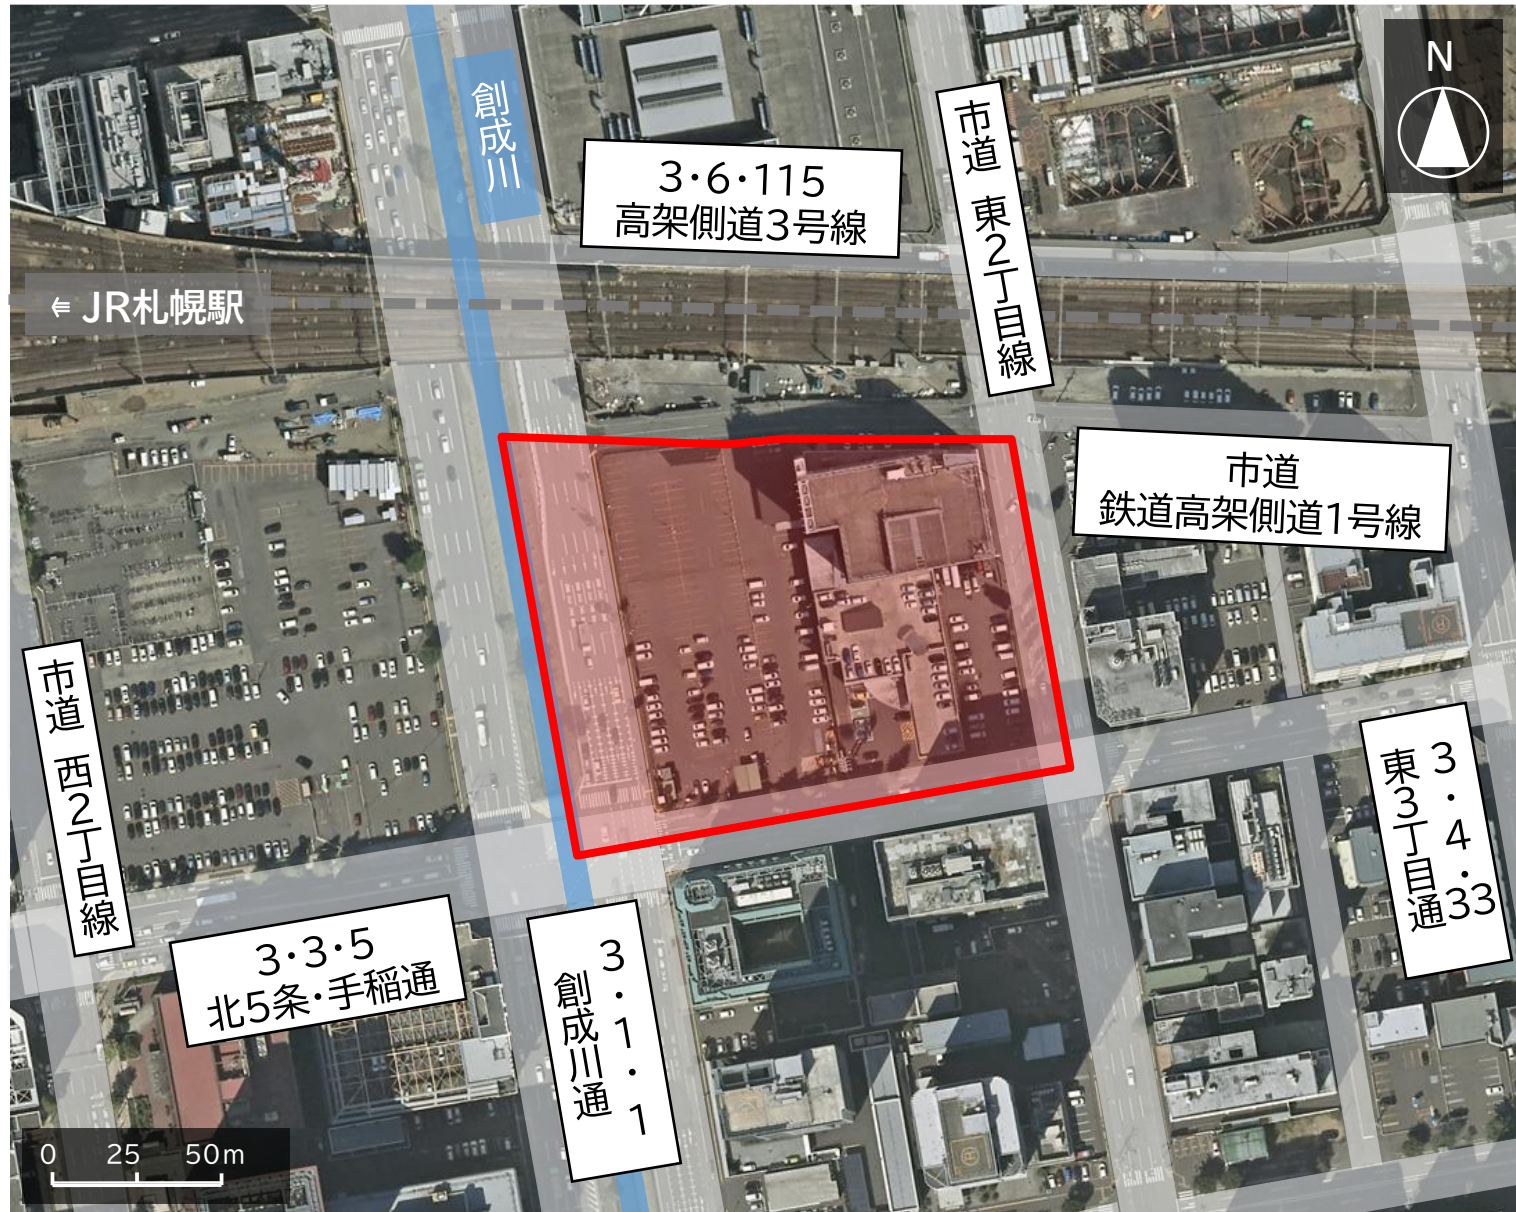 N
創成川
3・6・115
高架側道3号線
市道 東2丁目線
⇚ JR札幌駅
市道
鉄道高架側道1号線
市道 西2丁目線
3・4・33
東3丁目通
3・3・5
北5条・手稲通
3・1・1
創成川通
0 25 50m